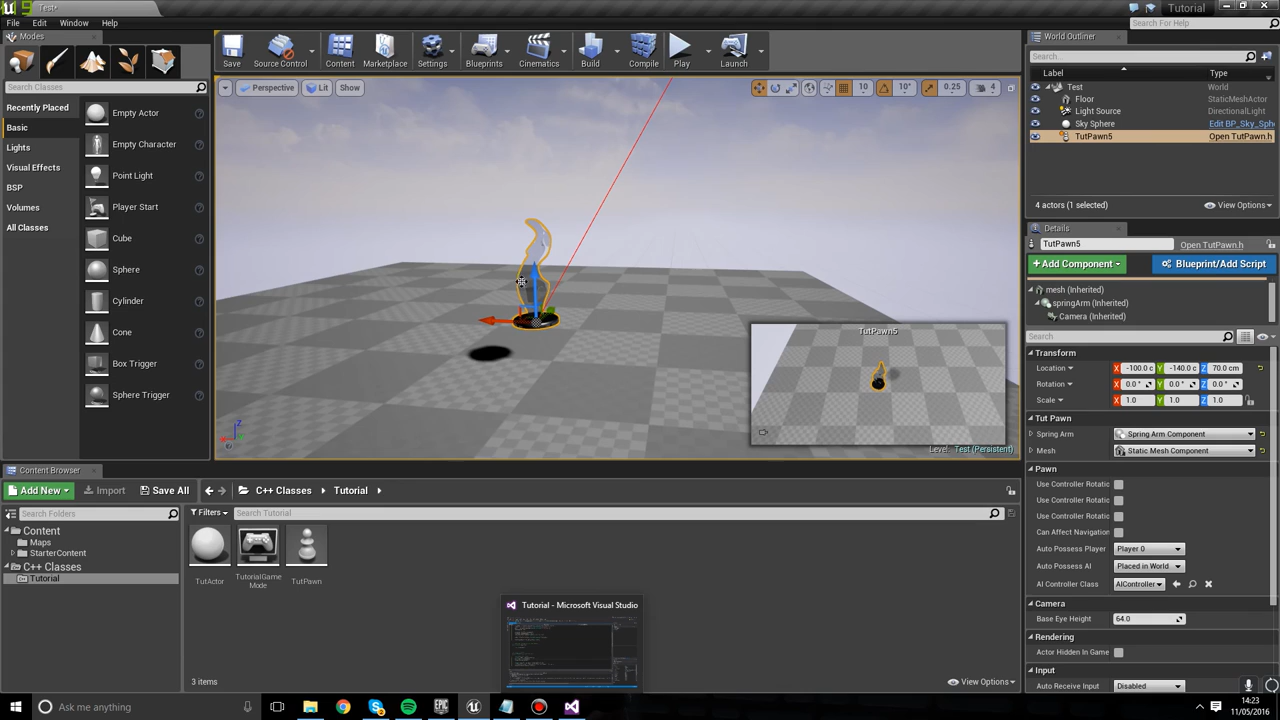 Test*
Tutorial
File Edit Window Help
Search For Help
Modes
Search Classes
Recently Placed
Basic
Lights
Visual Effects
BSP
Volumes
All Classes
Empty Actor
Empty Character
Point Light
Player Start
Cube
Sphere
Cylinder
Cone
Box Trigger
Sphere Trigger
Save
Source Control
Content
Marketplace
Settings
Blueprints
Cinematics
Build
Compile
Play
Launch
Perspective Lit Show
10 10° 0.25 4
TutPawn5
Level: Test (Persistent)
World Outliner
Search...
Label Type
Test World
Floor StaticMeshActor
Light Source DirectionalLight
Sky Sphere Edit BP_Sky_Sph
TutPawn5 Open TutPawn.h
4 actors (1 selected) View Options
Details
TutPawn5 Open TutPawn.h
+Add Component Blueprint/Add Script
mesh (Inherited)
springArm (Inherited)
Camera (Inherited)
Search
Transform
Location X -100.0 c Y -140.0 c Z 70.0 cm
Rotation X 0.0° Y 0.0° Z 0.0°
Scale X 1.0 Y 1.0 Z 1.0
Tut Pawn
Spring Arm Spring Arm Component
Mesh Static Mesh Component
Pawn
Use Controller Rotatic
Use Controller Rotatic
Use Controller Rotatic
Can Affect Navigation
Auto Possess Player Player 0
Auto Possess AI Placed in World
AI Controller Class AIController
Camera
Base Eye Height 64.0
Rendering
Actor Hidden In Game
Input
Auto Receive Input Disabled
Content Browser
Add New Import Save All C++ Classes Tutorial
Search Folders
Content
Maps
StarterContent
C++ Classes
Tutorial
Filters Search Tutorial
TutActor
TutorialGame
Mode
TutPawn
Tutorial - Microsoft Visual Studio
3 items View Options
Ask me anything
14:23
11/05/2016